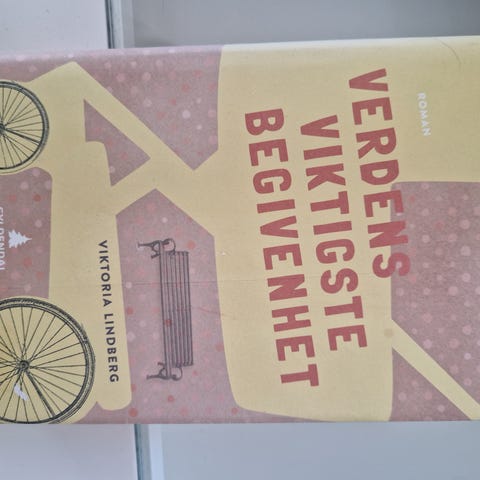 ROMAN
VERDENS
VIKTIGSTE
BEGIVENHET
VIKTORIA LINDBERG
GYLDENDAL